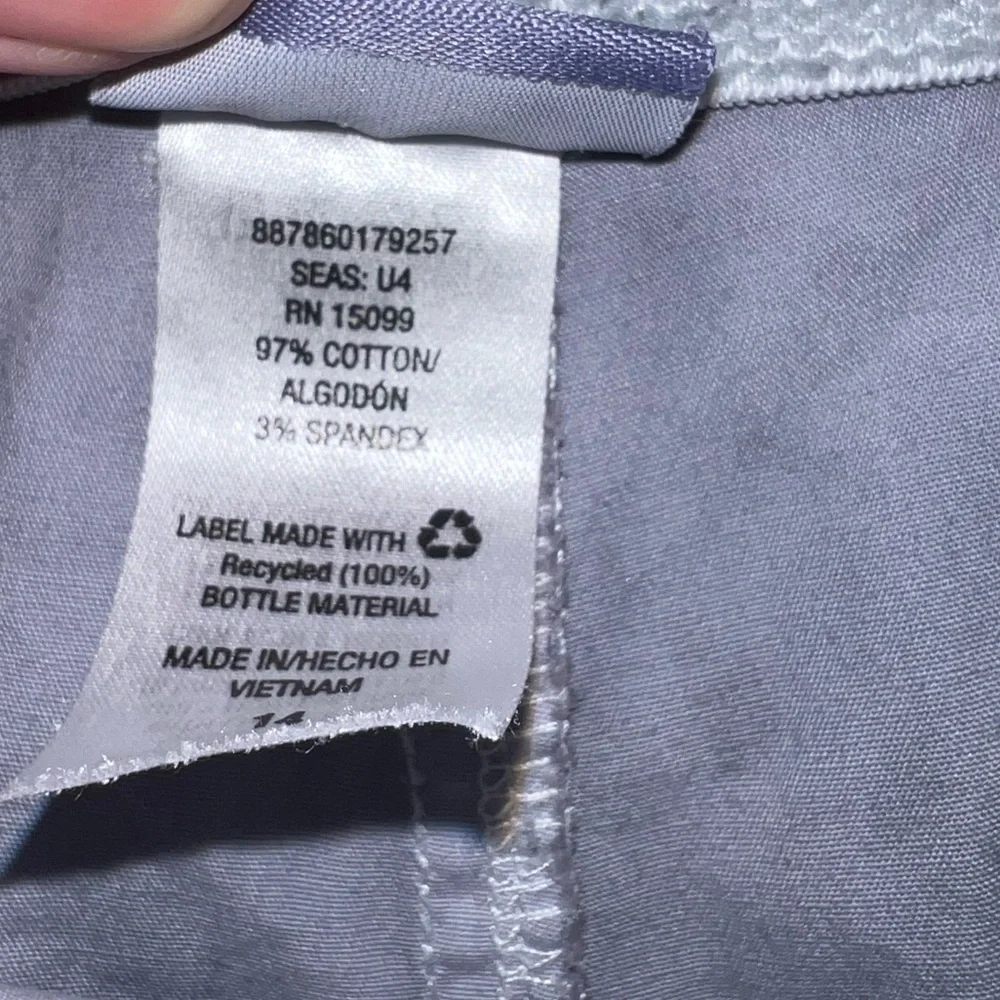 887860179257
SEAS: U4
RN 15099
97% COTTON/
ALGODÓN
3% SPANDEX
LABEL MADE WITH
Recycled (100%)
BOTTLE MATERIAL
MADE IN/HECHO EN
VIETNAM
14